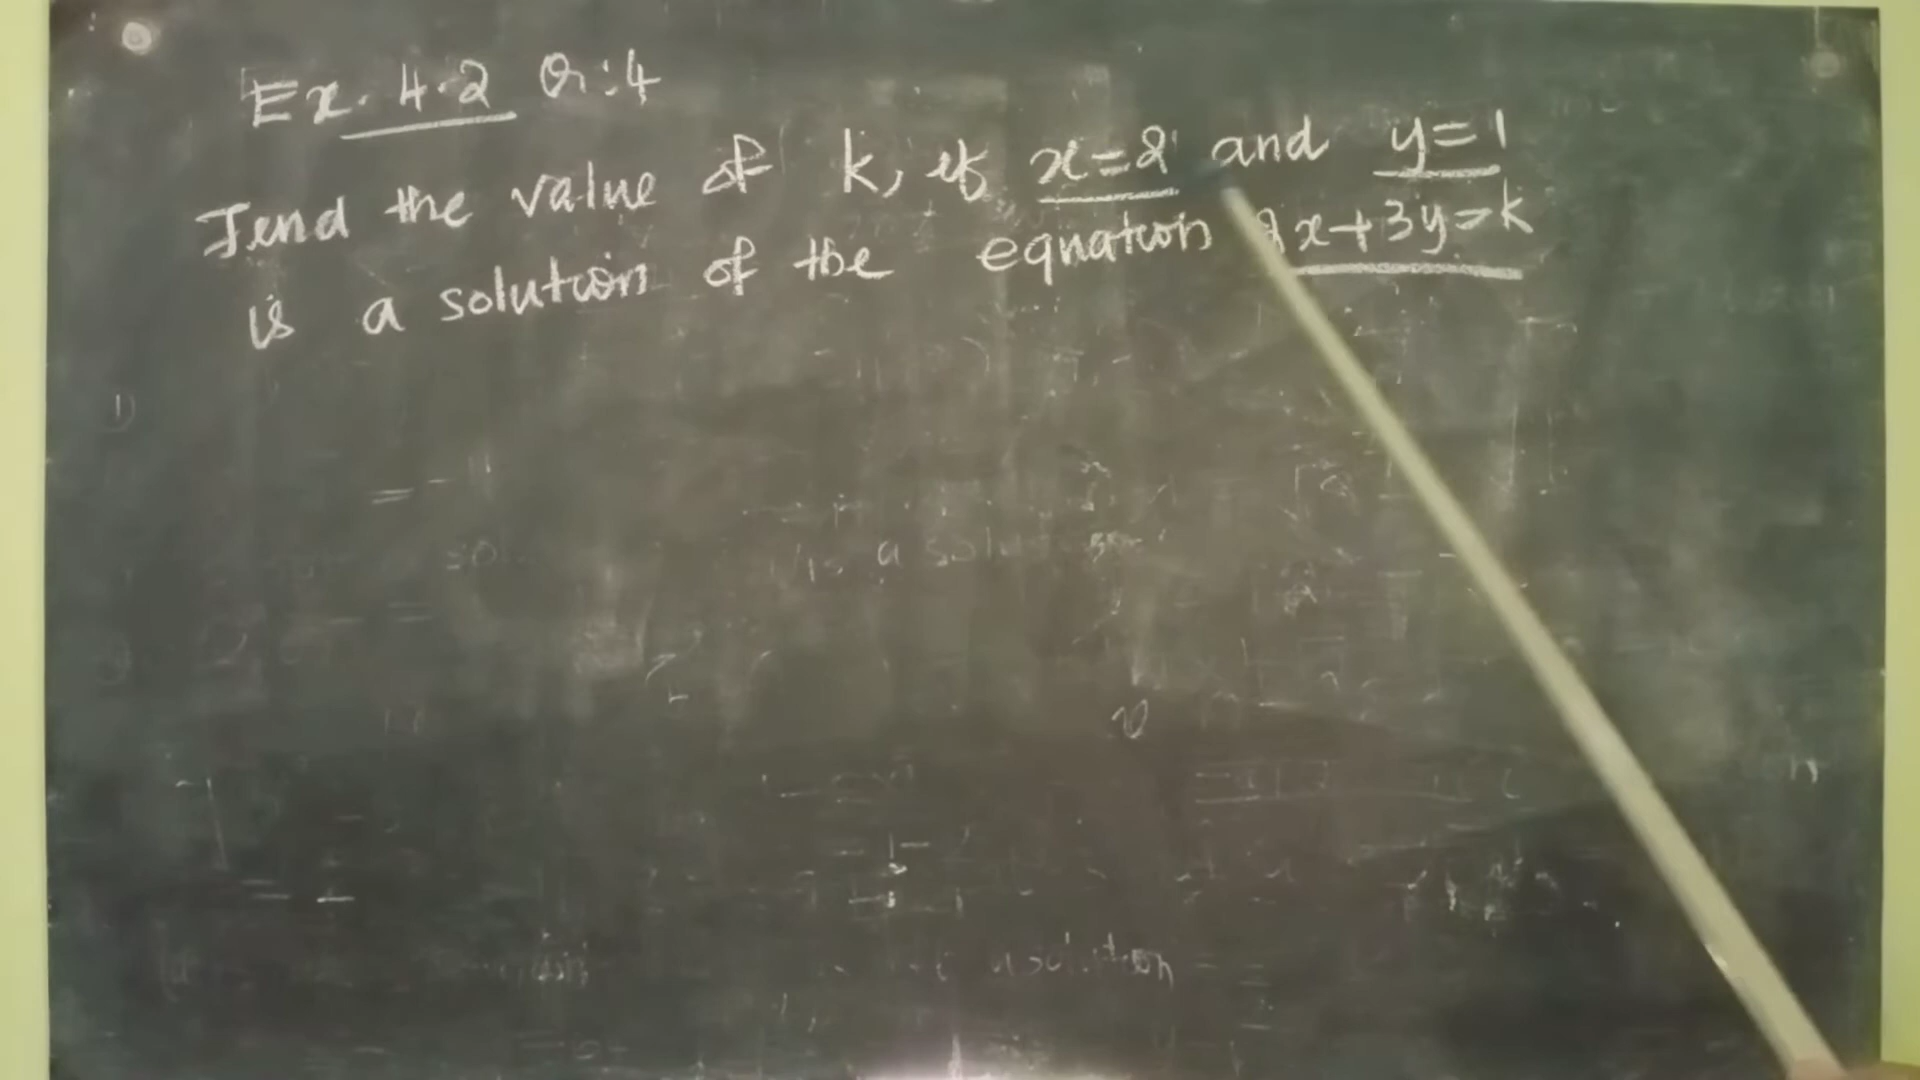 Ex. 4.2 Qn:4
Find the value of k, if x=2 and y=1
is a solution of the equation 2x+3y=k